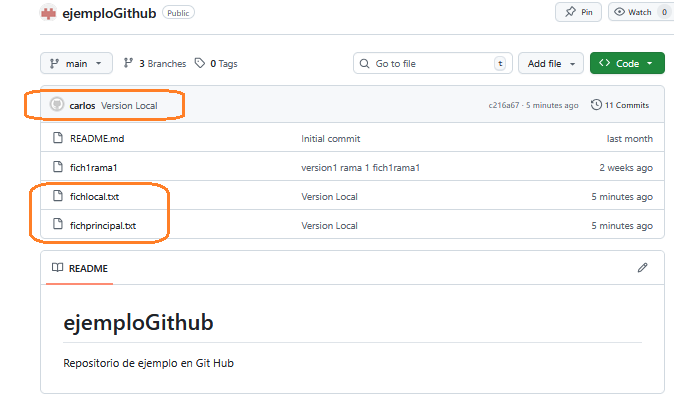 ejemploGithub Public Pin Watch 0
main 3 Branches 0 Tags Go to file t Add file Code
carlos Version Local c216a67 · 5 minutes ago 11 Commits
README.md Initial commit last month
fich1rama1 version1 rama 1 fich1rama1 2 weeks ago
fichlocal.txt Version Local 5 minutes ago
fichprincipal.txt Version Local 5 minutes ago
README
ejemploGithub
Repositorio de ejemplo en Git Hub